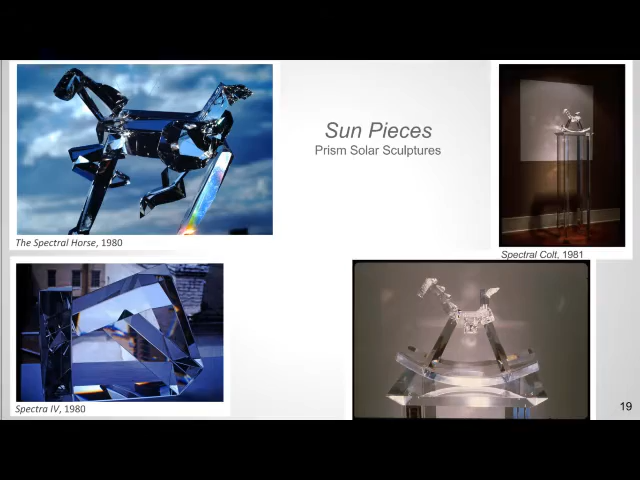 Sun Pieces
Prism Solar Sculptures
The Spectral Horse, 1980
Spectral Colt, 1981
Spectra IV, 1980
19